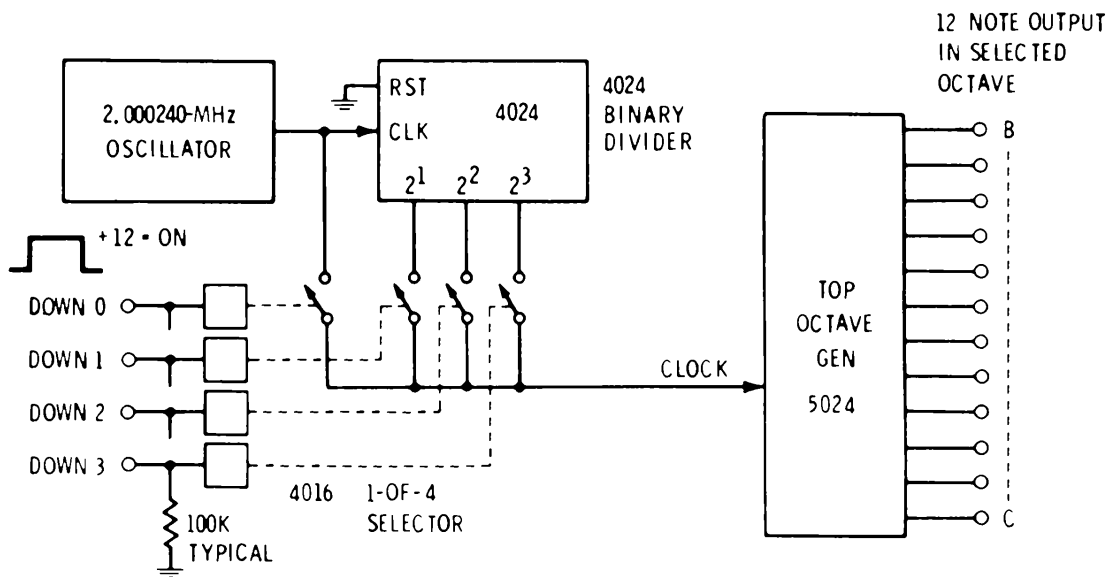 12 NOTE OUTPUT
IN SELECTED
OCTAVE
2.000240-MHz
OSCILLATOR
RST
CLK
4024
2¹ 2² 2³
4024
BINARY
DIVIDER
B
+12 = ON
DOWN 0
DOWN 1
DOWN 2
DOWN 3
4016 1-OF-4
SELECTOR
100K
TYPICAL
CLOCK
TOP
OCTAVE
GEN
5024
C